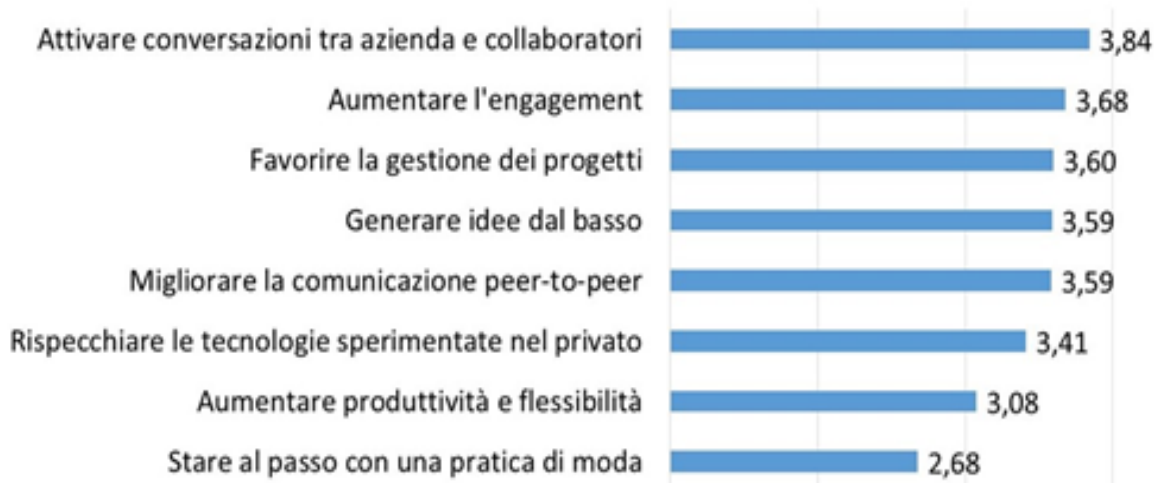 Attivare conversazioni tra azienda e collaboratori 3,84
Aumentare l'engagement 3,68
Favorire la gestione dei progetti 3,60
Generare idee dal basso 3,59
Migliorare la comunicazione peer-to-peer 3,59
Rispecchiare le tecnologie sperimentate nel privato 3,41
Aumentare produttività e flessibilità 3,08
Stare al passo con una pratica di moda 2,68